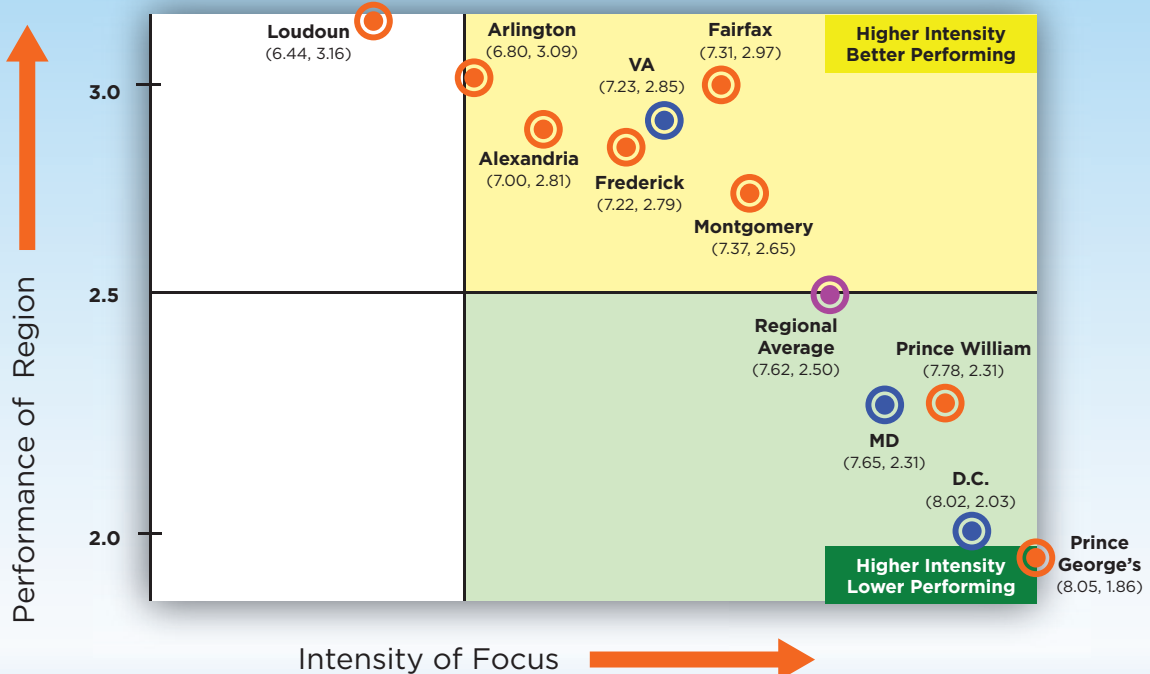 Performance of Region
3.0
2.5
2.0
Loudoun
(6.44, 3.16)
Arlington
(6.80, 3.09)
Fairfax
(7.31, 2.97)
Higher Intensity
Better Performing
VA
(7.23, 2.85)
Alexandria
(7.00, 2.81)
Frederick
(7.22, 2.79)
Montgomery
(7.37, 2.65)
Regional
Average
(7.62, 2.50)
Prince William
(7.78, 2.31)
MD
(7.65, 2.31)
D.C.
(8.02, 2.03)
Prince
George's
(8.05, 1.86)
Higher Intensity
Lower Performing
Intensity of Focus